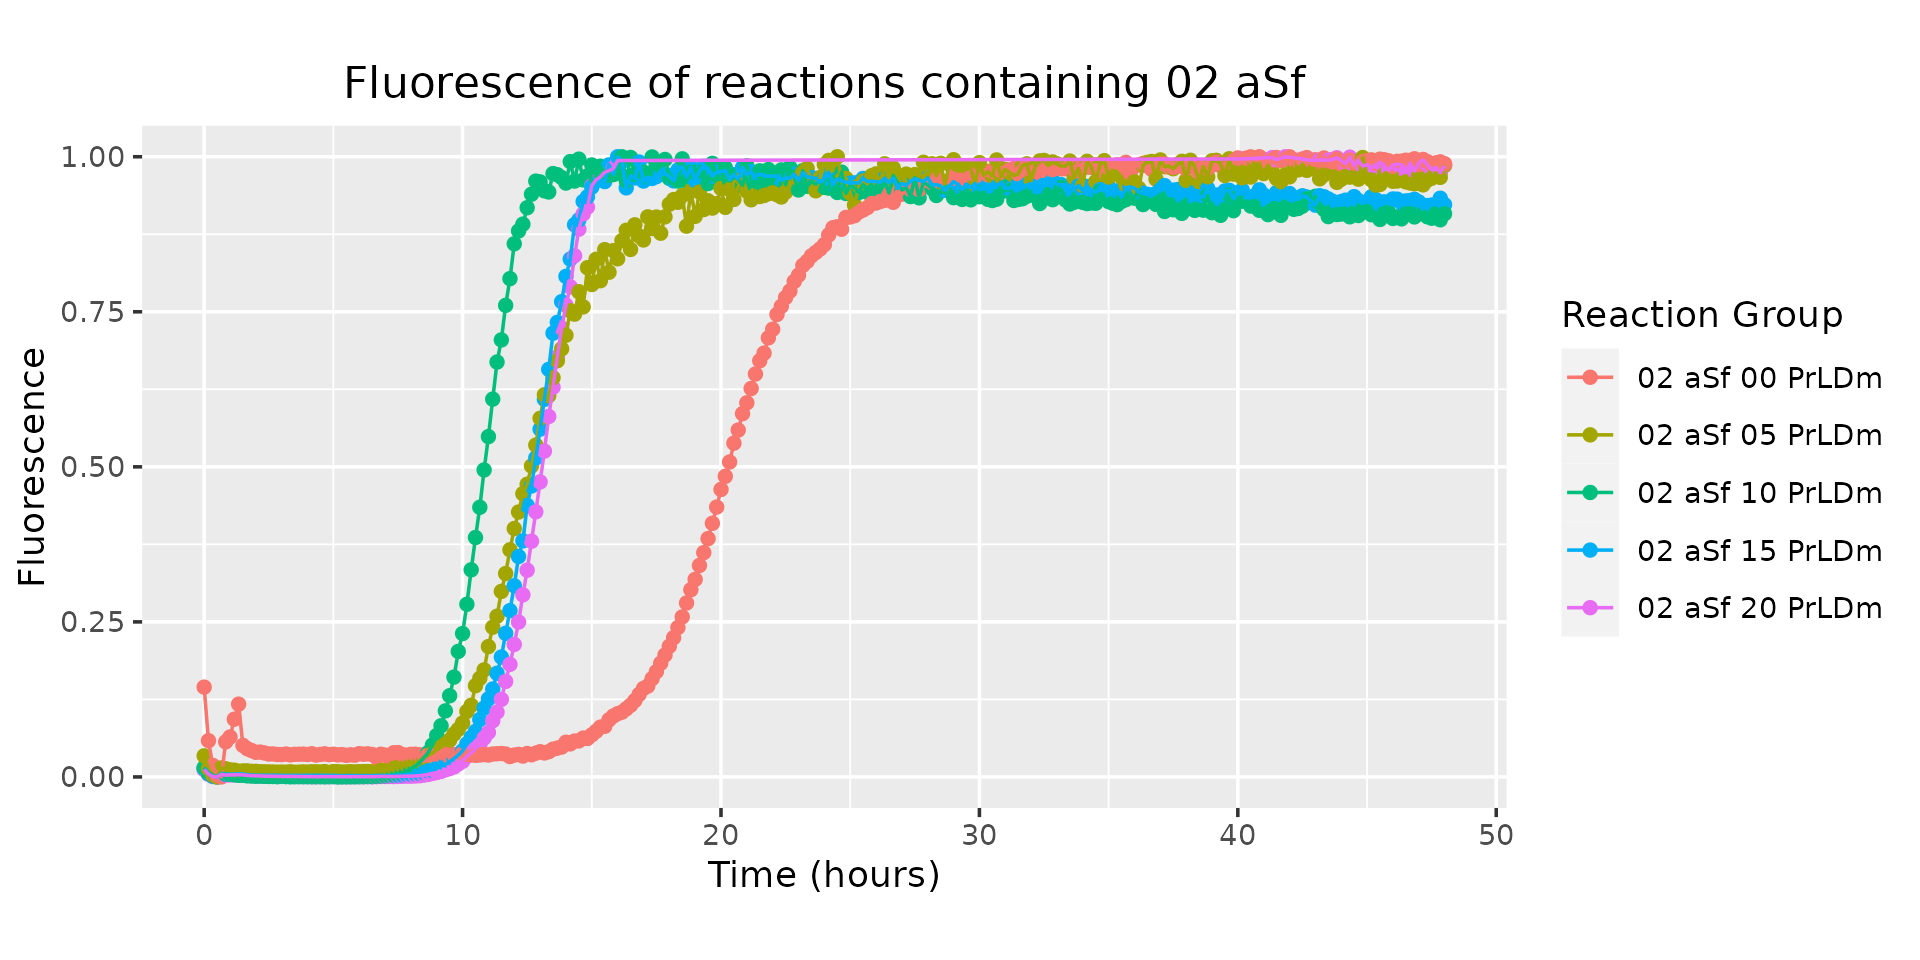 Fluorescence of reactions containing 02 aSf
Fluorescence
1.00
0.75
0.50
0.25
0.00
0
10
20
30
40
50
Time (hours)
Reaction Group
02 aSf 00 PrLDm
02 aSf 05 PrLDm
02 aSf 10 PrLDm
02 aSf 15 PrLDm
02 aSf 20 PrLDm